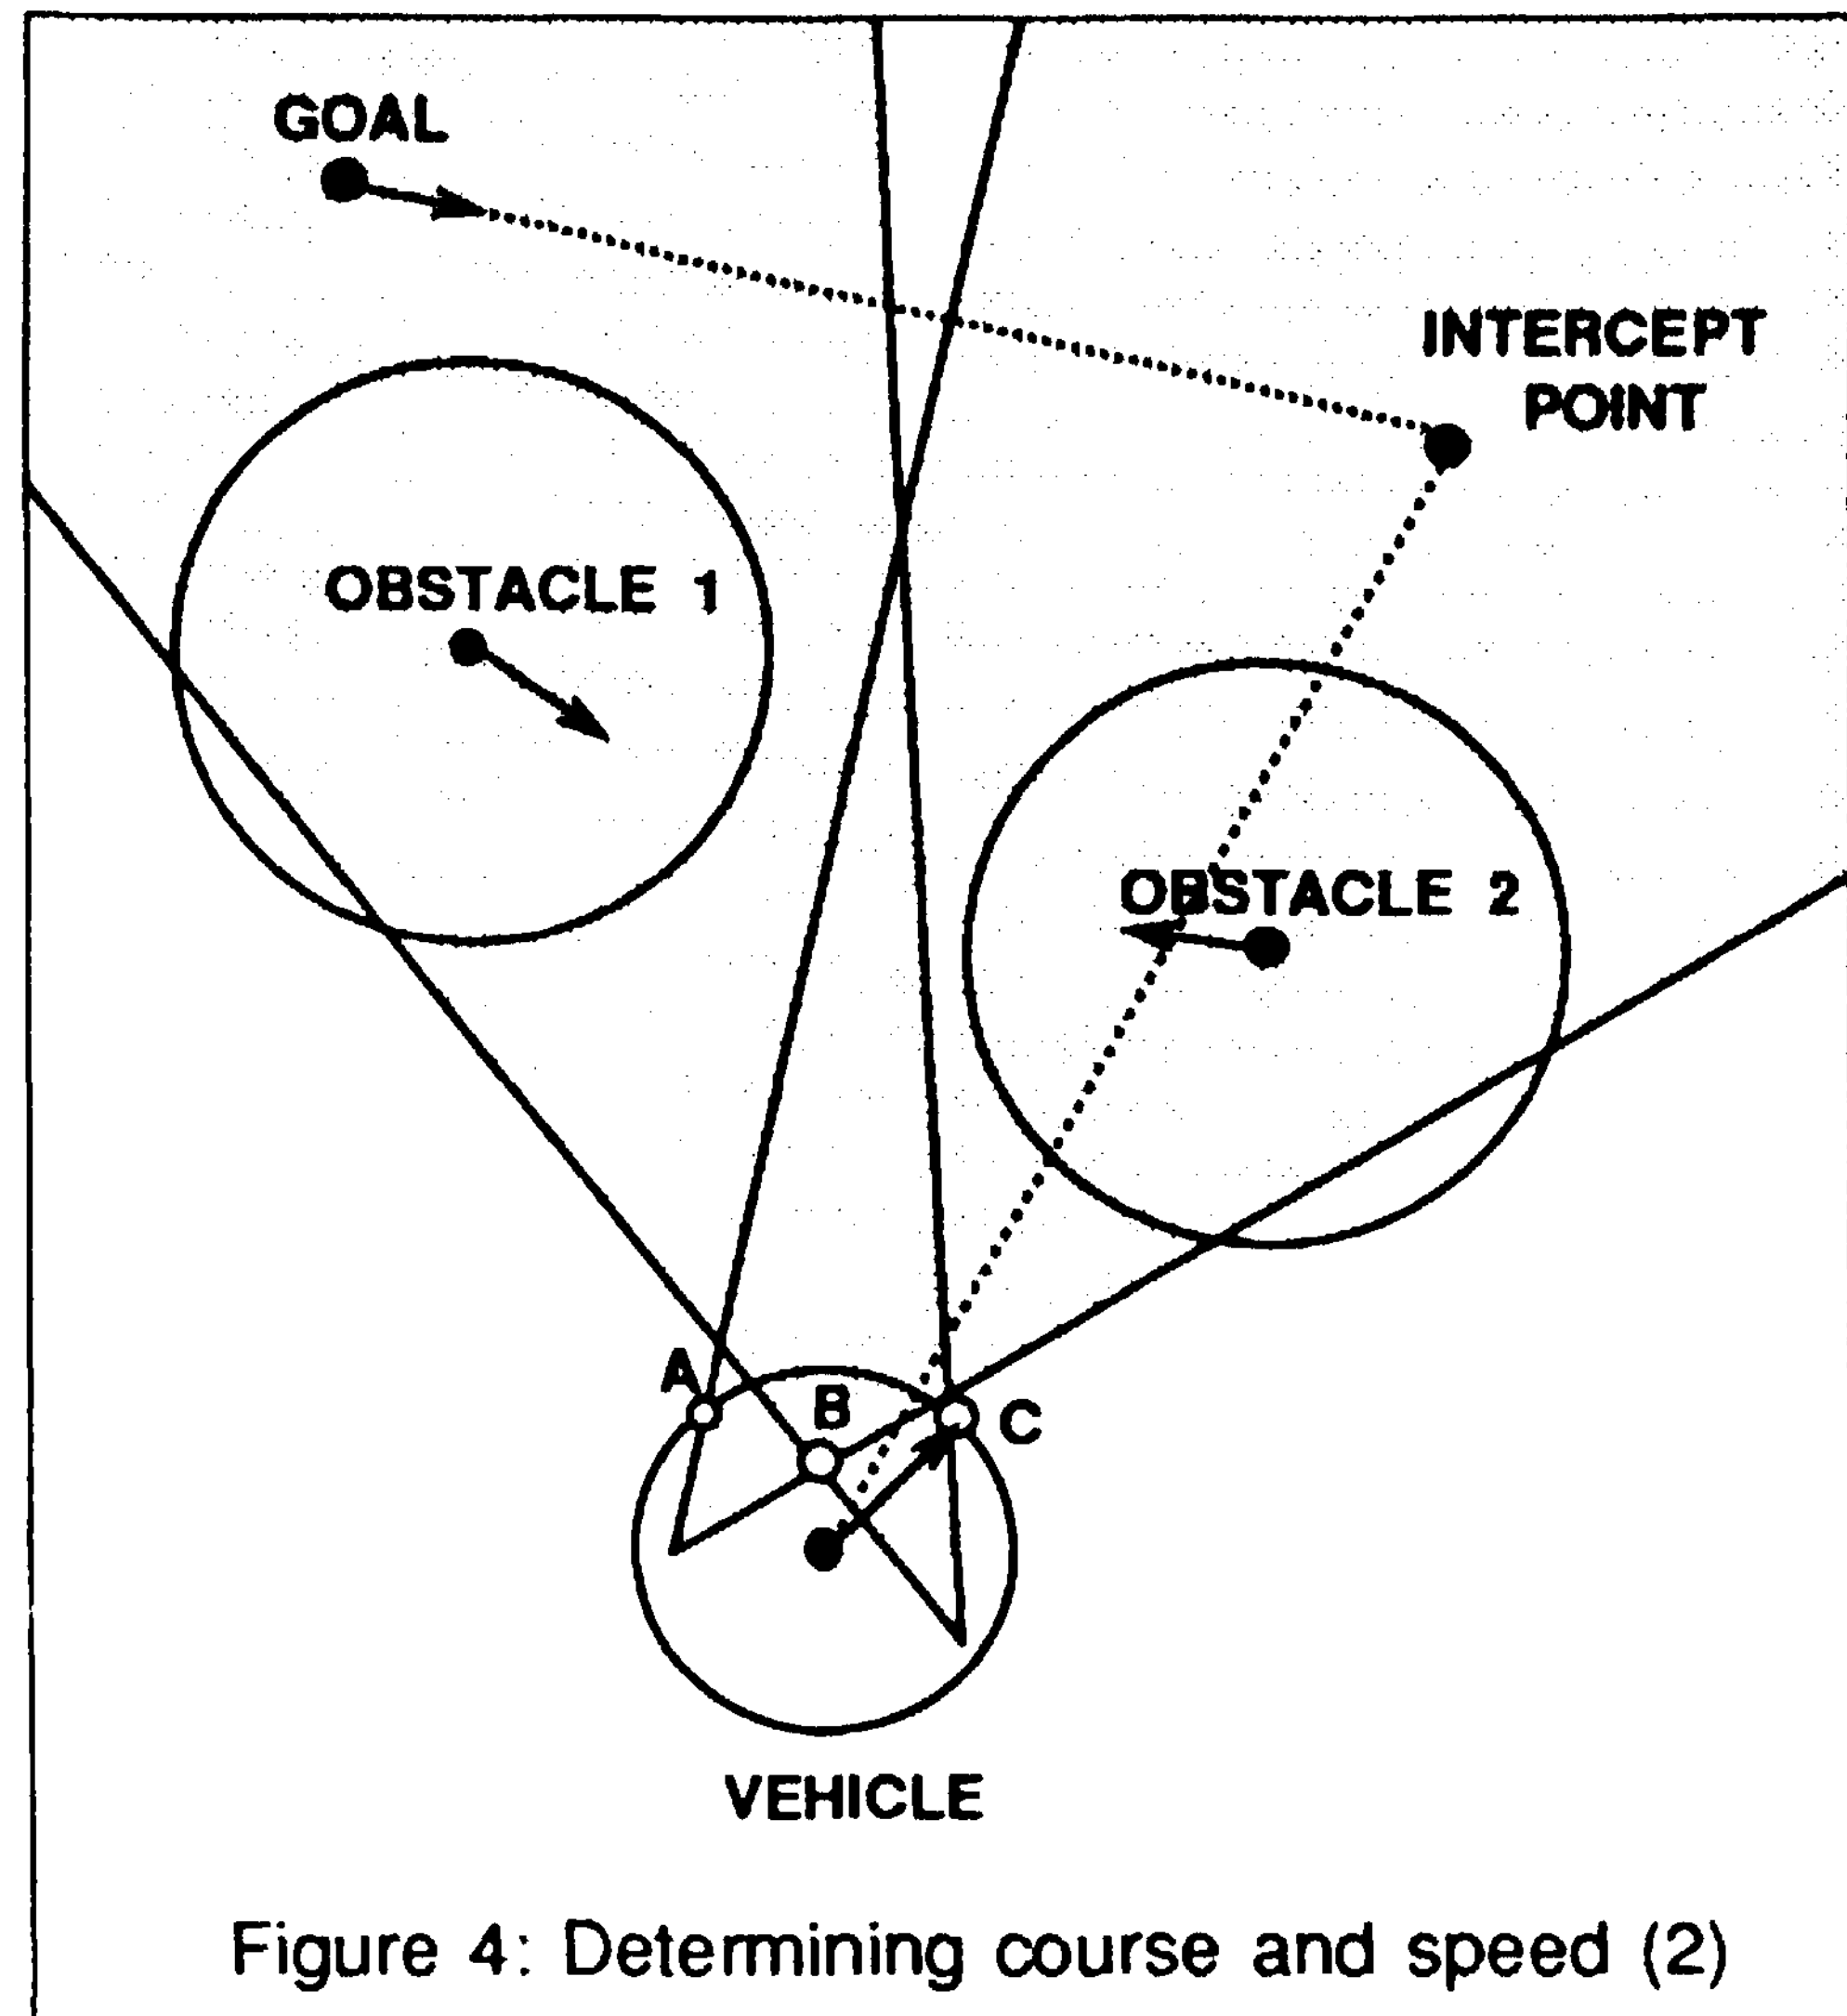 GOAL
INTERCEPT
POINT
OBSTACLE 1
OBSTACLE 2
A
B
C
VEHICLE
Figure 4: Determining course and speed (2)